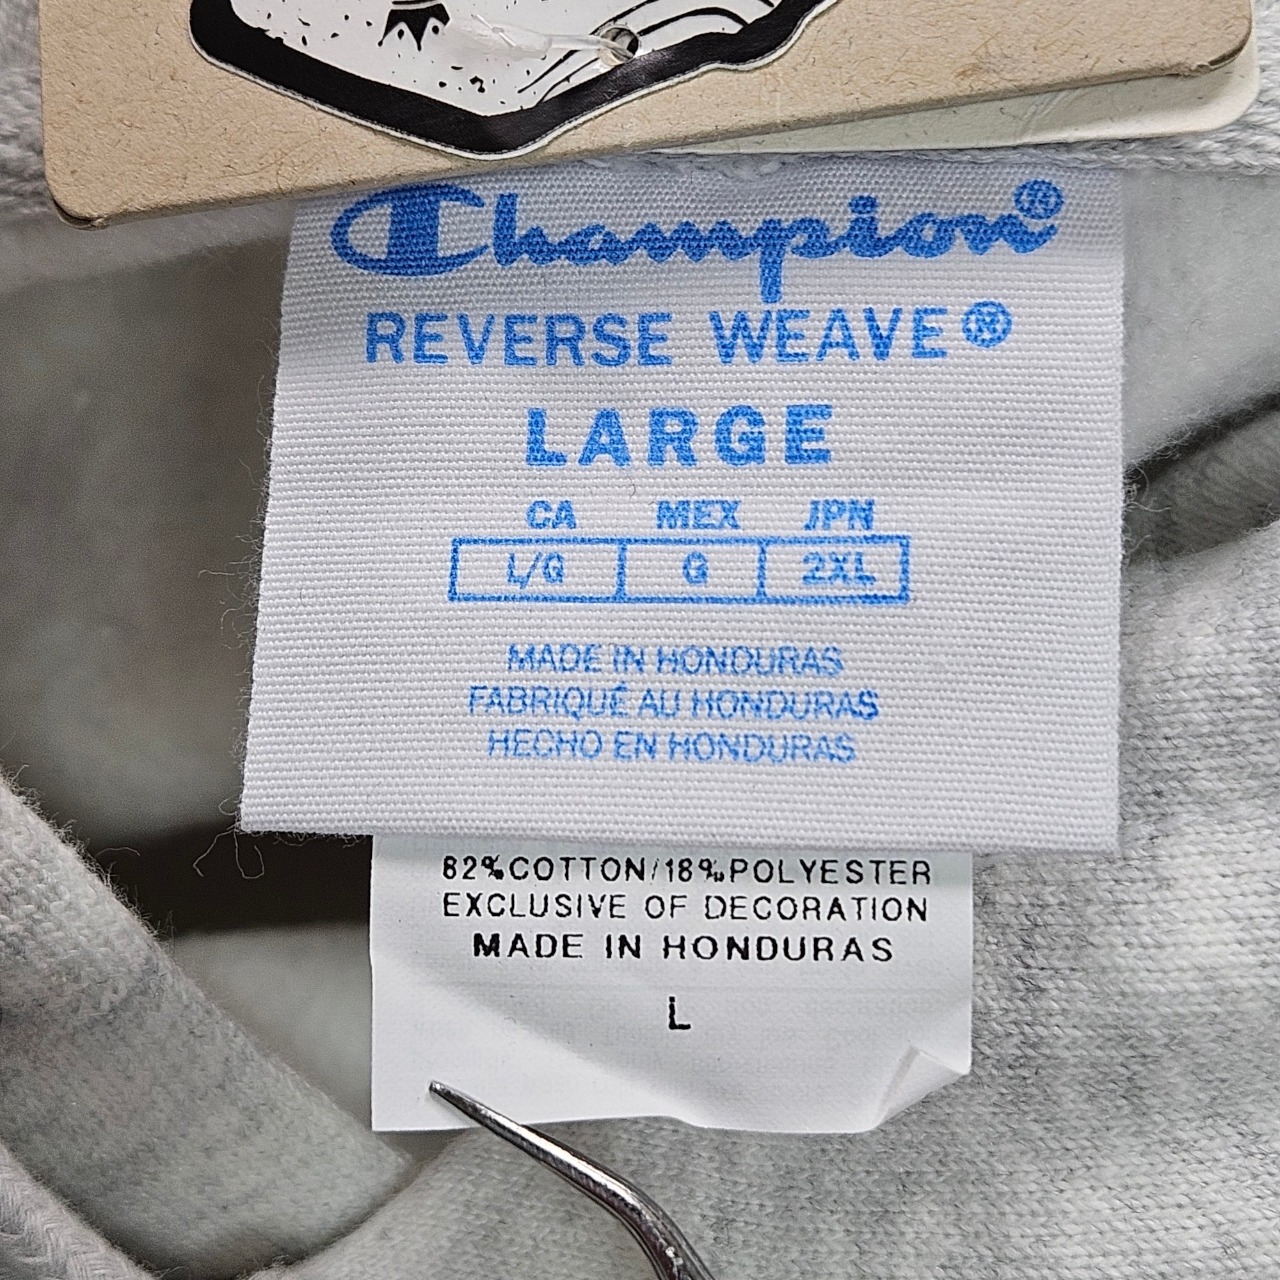 Champion®
REVERSE WEAVE®
LARGE
CA MEX JPN
L/G G 2XL
MADE IN HONDURAS
FABRIQUÉ AU HONDURAS
HECHO EN HONDURAS
82%COTTON/18%POLYESTER
EXCLUSIVE OF DECORATION
MADE IN HONDURAS
L